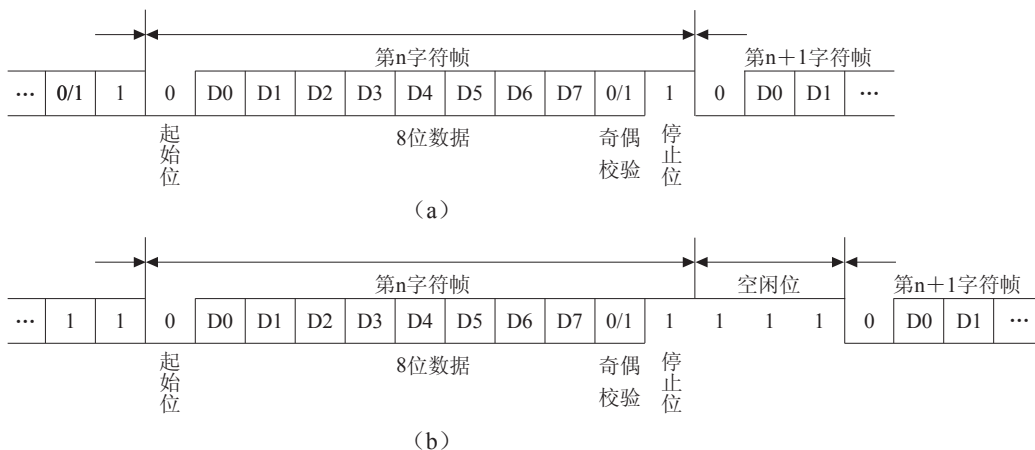 第n字符帧 第n+1字符帧
… 0/1 1 0 D0 D1 D2 D3 D4 D5 D6 D7 0/1 1 0 D0 D1 …
起始位 8位数据 奇偶校验 停止位
（a）
第n字符帧 空闲位 第n+1字符帧
… 1 1 0 D0 D1 D2 D3 D4 D5 D6 D7 0/1 1 1 1 1 0 D0 D1 …
起始位 8位数据 奇偶校验 停止位
（b）